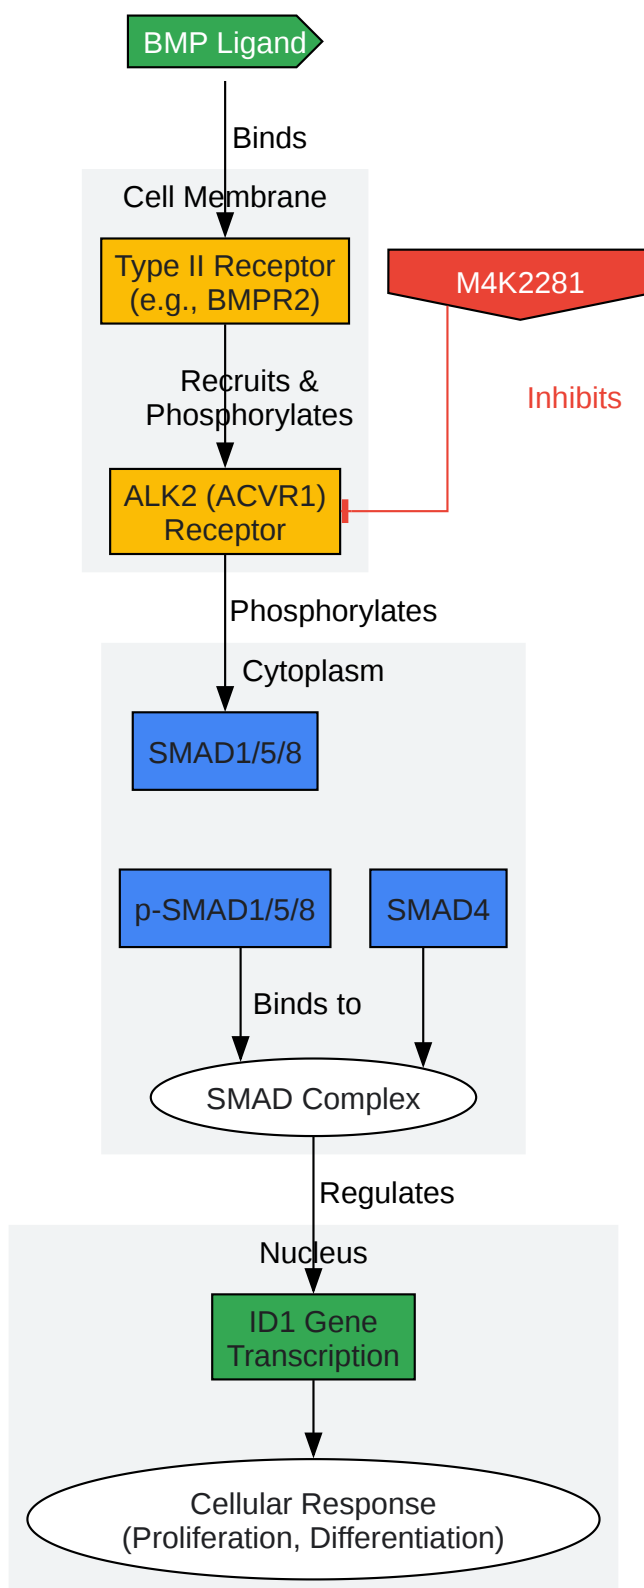 BMP Ligand
Binds
Cell Membrane
Type II Receptor
(e.g., BMPR2)
M4K2281
Recruits &
Phosphorylates
Inhibits
ALK2 (ACVR1)
Receptor
Phosphorylates
Cytoplasm
SMAD1/5/8
p-SMAD1/5/8
SMAD4
Binds to
SMAD Complex
Regulates
Nucleus
ID1 Gene
Transcription
Cellular Response
(Proliferation, Differentiation)